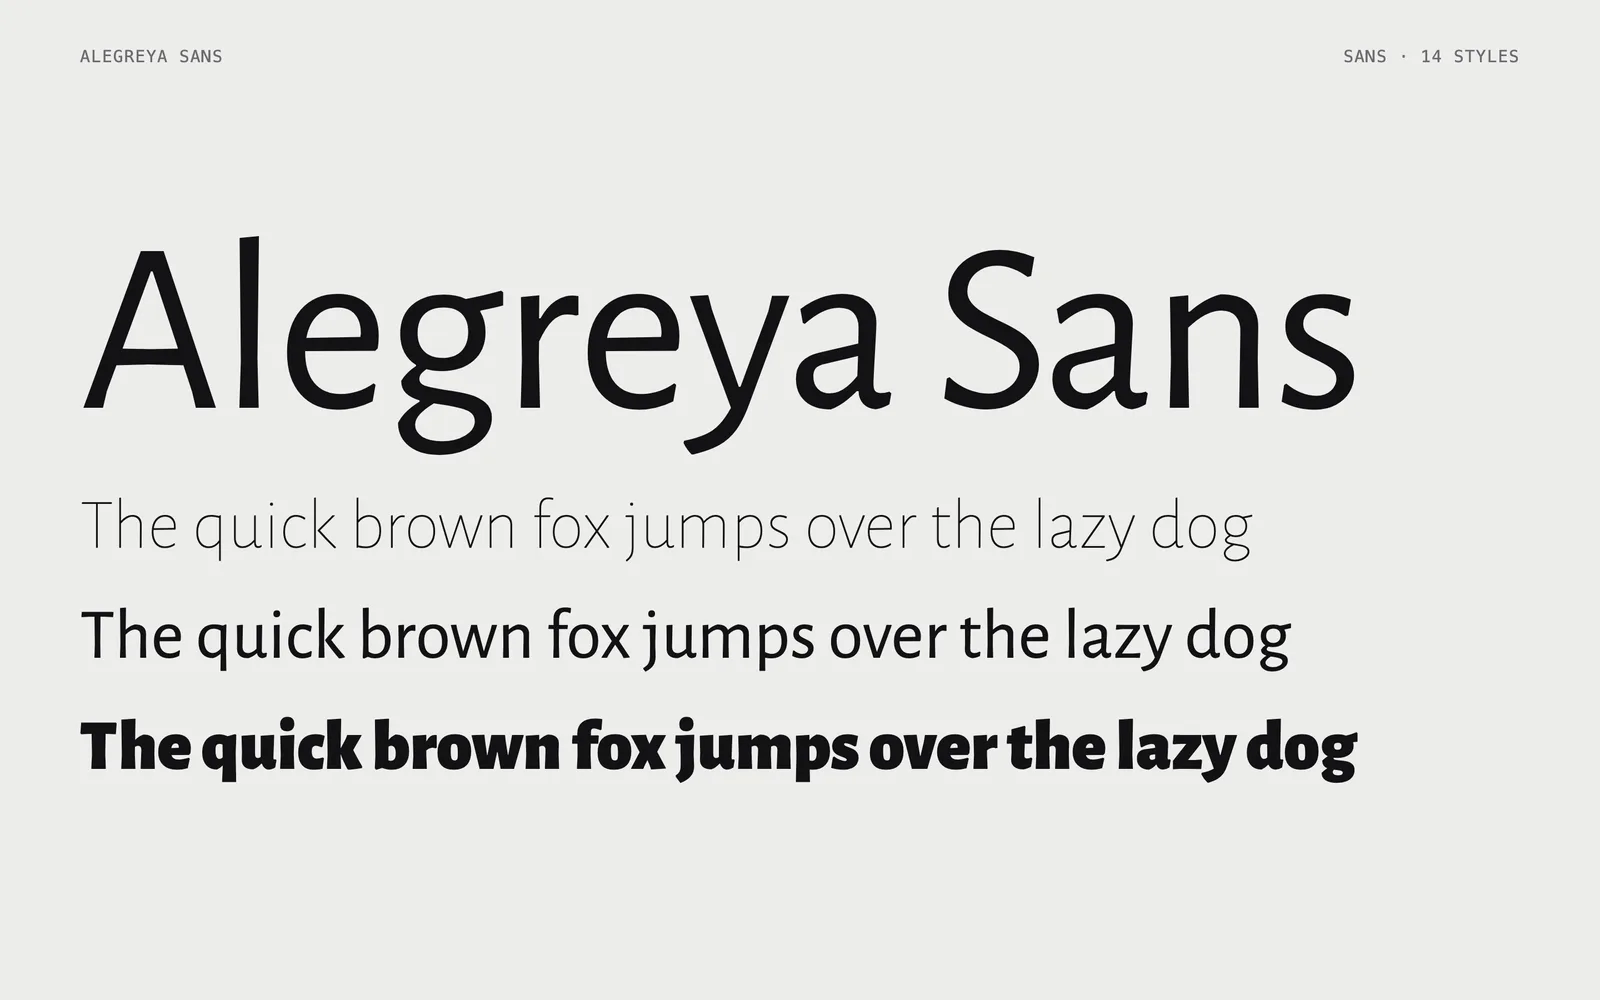 ALEGREYA SANS
SANS · 14 STYLES
Alegreya Sans
The quick brown fox jumps over the lazy dog
The quick brown fox jumps over the lazy dog
The quick brown fox jumps over the lazy dog